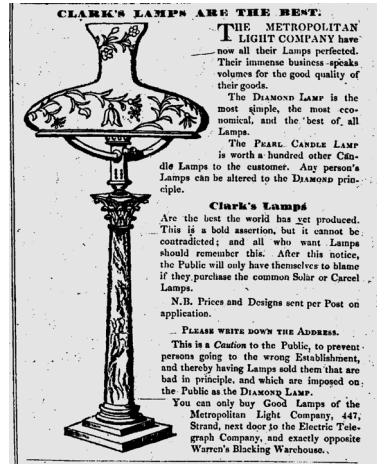 CLARK'S LAMPS ARE THE BEST.
THE METROPOLITAN
LIGHT COMPANY have
now all their Lamps perfected.
Their immense business speaks
volumes for the good quality of
their goods.
The DIAMOND LAMP is the
most simple, the most eco-
nomical, and the best of all
Lamps.
The PEARL CANDLE LAMP
is worth a hundred other Can-
dle Lamps to the customer. Any person's
Lamps can be altered to the DIAMOND prin-
ciple.
Clark's Lamps
Are the best the world has yet produced.
This is a bold assertion, but it cannot be
contradicted; and all who want Lamps
should remember this. After this notice,
the Public will only have themselves to blame
if they purchase the common Solar or Carcel
Lamps.
N.B. Prices and Designs sent per Post on
application.
PLEASE WRITE DOWN THE ADDRESS.
This is a Caution to the Public, to prevent
persons going to the wrong Establishment,
and thereby having Lamps sold them that are
bad in principle, and which are imposed on
the Public as the DIAMOND LAMP.
You can only buy Good Lamps of the
Metropolitan Light Company, 447,
Strand, next door to the Electric Tele-
graph Company, and exactly opposite
Warren's Blacking Warehouse.